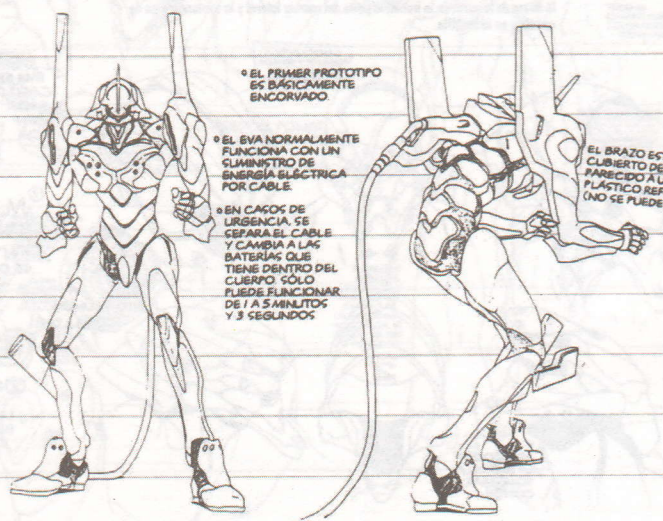 ° EL PRIMER PROTOTIPO
ES BÁSICAMENTE
ENCORVADO.
° EL EVA NORMALMENTE
FUNCIONA CON UN
SUMINISTRO DE
ENERGÍA ELÉCTRICA
POR CABLE.
° EN CASOS DE
URGENCIA, SE
SEPARA EL CABLE
Y CAMBIA A LAS
BATERÍAS QUE
TIENE DENTRO DEL
CUERPO. SÓLO
PUEDE FUNCIONAR
DE 1 A 5 MINUTOS
Y 3 SEGUNDOS
EL BRAZO ES
CUBIERTO DE
PARECIDO A U
PLÁSTICO REF
(NO SE PUEDE